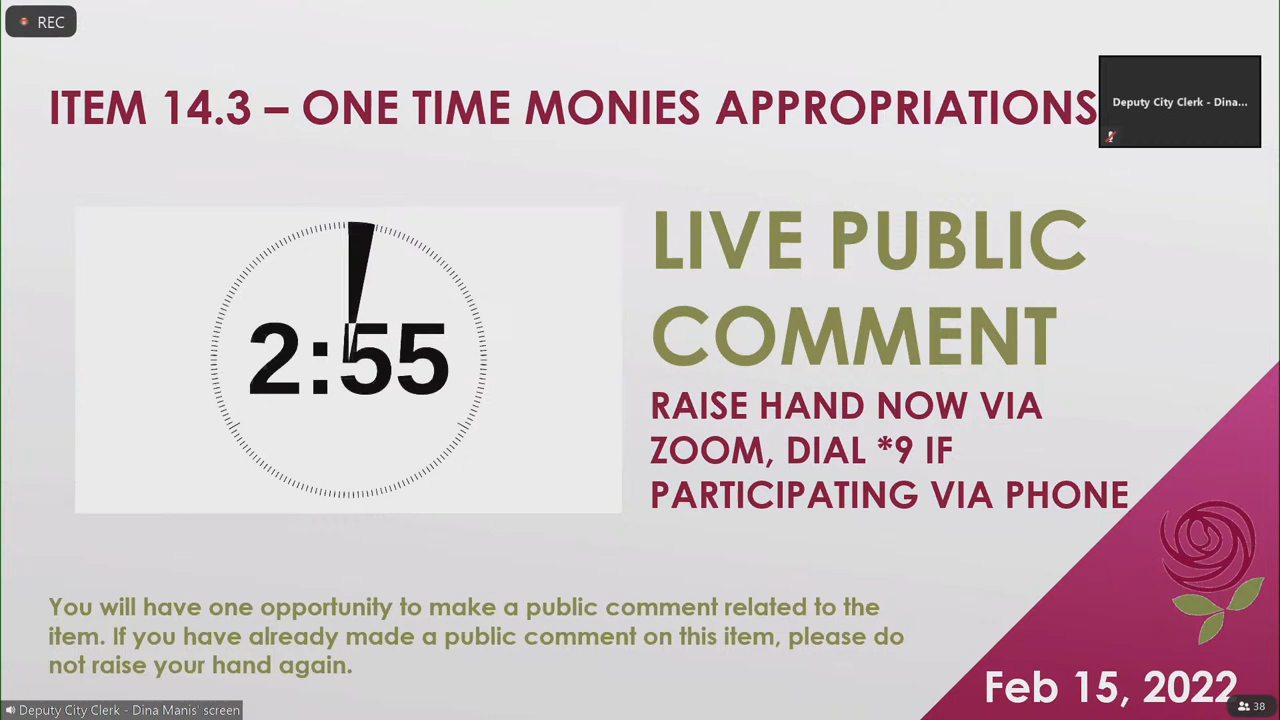 REC
ITEM 14.3 – ONE TIME MONIES APPROPRIATIONS
Deputy City Clerk - Dina...
2:55
LIVE PUBLIC
COMMENT
RAISE HAND NOW VIA
ZOOM, DIAL *9 IF
PARTICIPATING VIA PHONE
You will have one opportunity to make a public comment related to the
item. If you have already made a public comment on this item, please do
not raise your hand again.
Feb 15, 2022
Deputy City Clerk - Dina Manis' screen
38